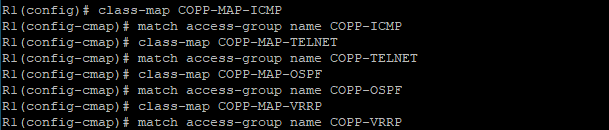 R1(config)# class-map COPP-MAP-ICMP
R1(config-cmap)# match access-group name COPP-ICMP
R1(config-cmap)# class-map COPP-MAP-TELNET
R1(config-cmap)# match access-group name COPP-TELNET
R1(config-cmap)# class-map COPP-MAP-OSPF
R1(config-cmap)# match access-group name COPP-OSPF
R1(config-cmap)# class-map COPP-MAP-VRRP
R1(config-cmap)# match access-group name COPP-VRRP